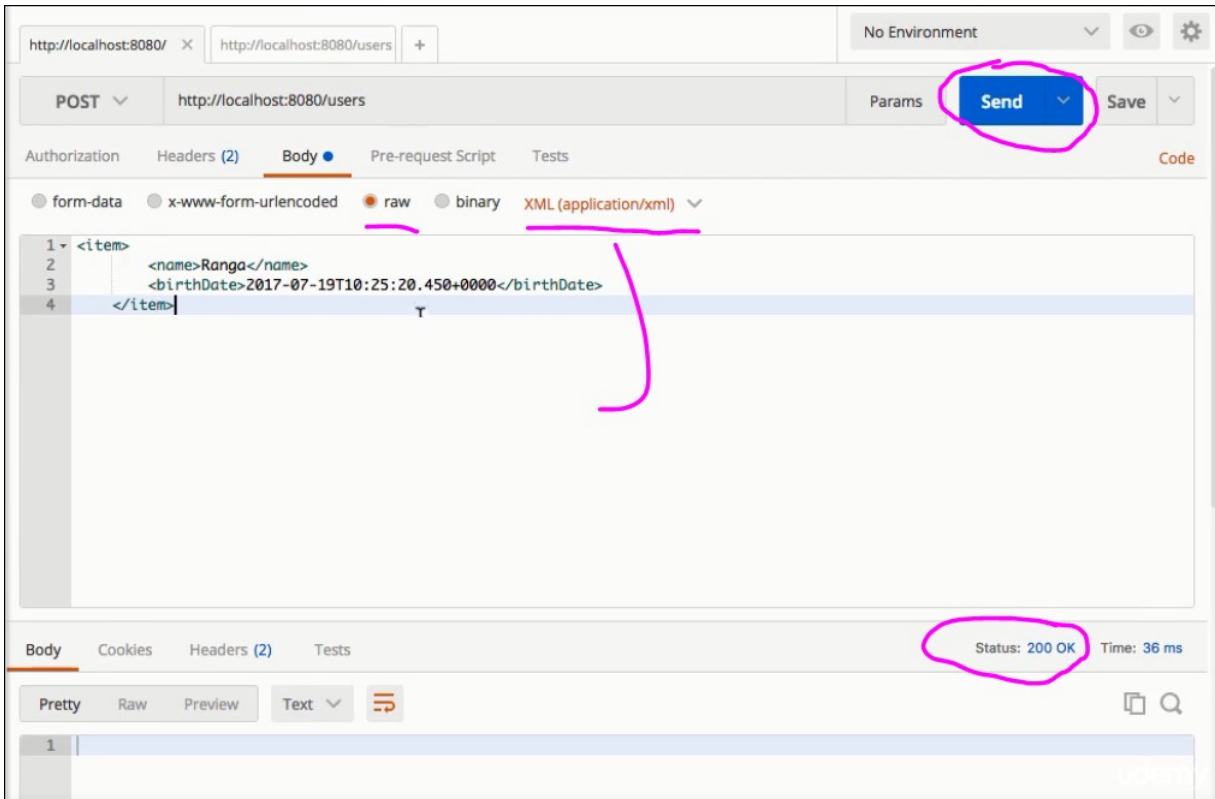 http://localhost:8080/ http://localhost:8080/users + No Environment
POST http://localhost:8080/users Params Send Save
Authorization Headers (2) Body Pre-request Script Tests Code
form-data x-www-form-urlencoded raw binary XML (application/xml)
1 <item>
2 <name>Ranga</name>
3 <birthDate>2017-07-19T10:25:20.450+0000</birthDate>
4 </item>
Body Cookies Headers (2) Tests Status: 200 OK Time: 36 ms
Pretty Raw Preview Text
1
udemy